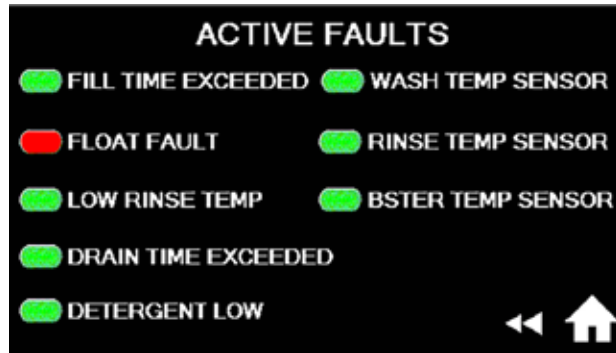 ACTIVE FAULTS
FILL TIME EXCEEDED
WASH TEMP SENSOR
FLOAT FAULT
RINSE TEMP SENSOR
LOW RINSE TEMP
BSTER TEMP SENSOR
DRAIN TIME EXCEEDED
DETERGENT LOW